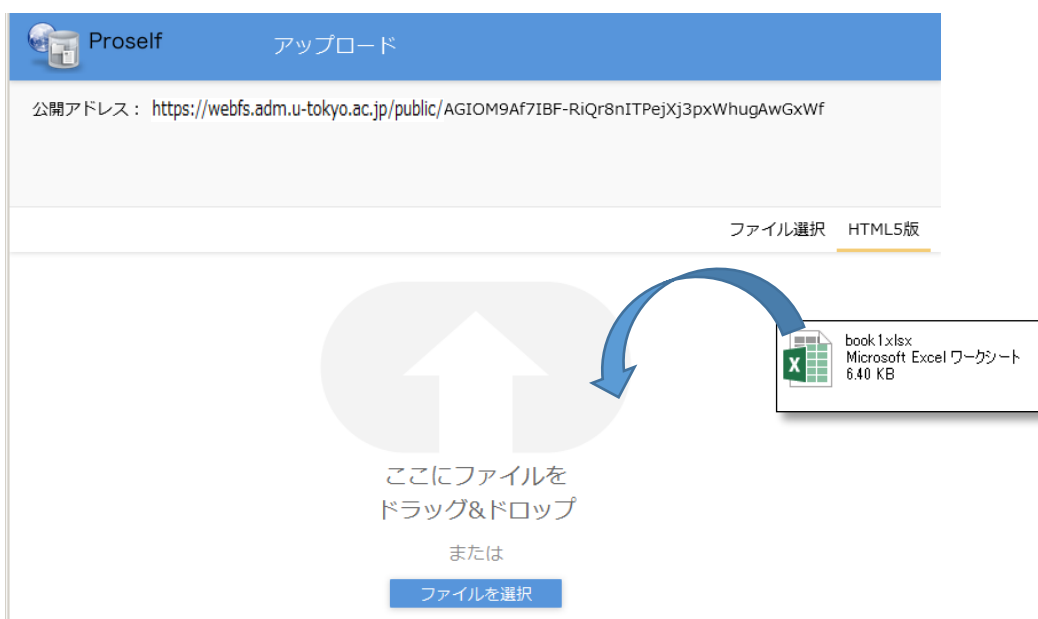 Proself
アップロード
公開アドレス： https://webfs.adm.u-tokyo.ac.jp/public/AGIOM9Af7IBF-RiQr8nITPejXj3pxWhugAwGxWf
ファイル選択
HTML5版
book1xlsx
Microsoft Excel ワークシート
6.40 KB
ここにファイルを
ドラッグ&ドロップ
または
ファイルを選択